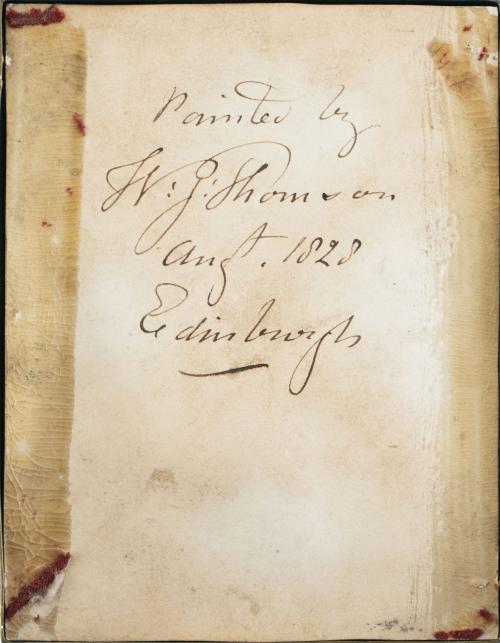 Painted by
W: J: Thomson
Augt. 1828
Edinburgh